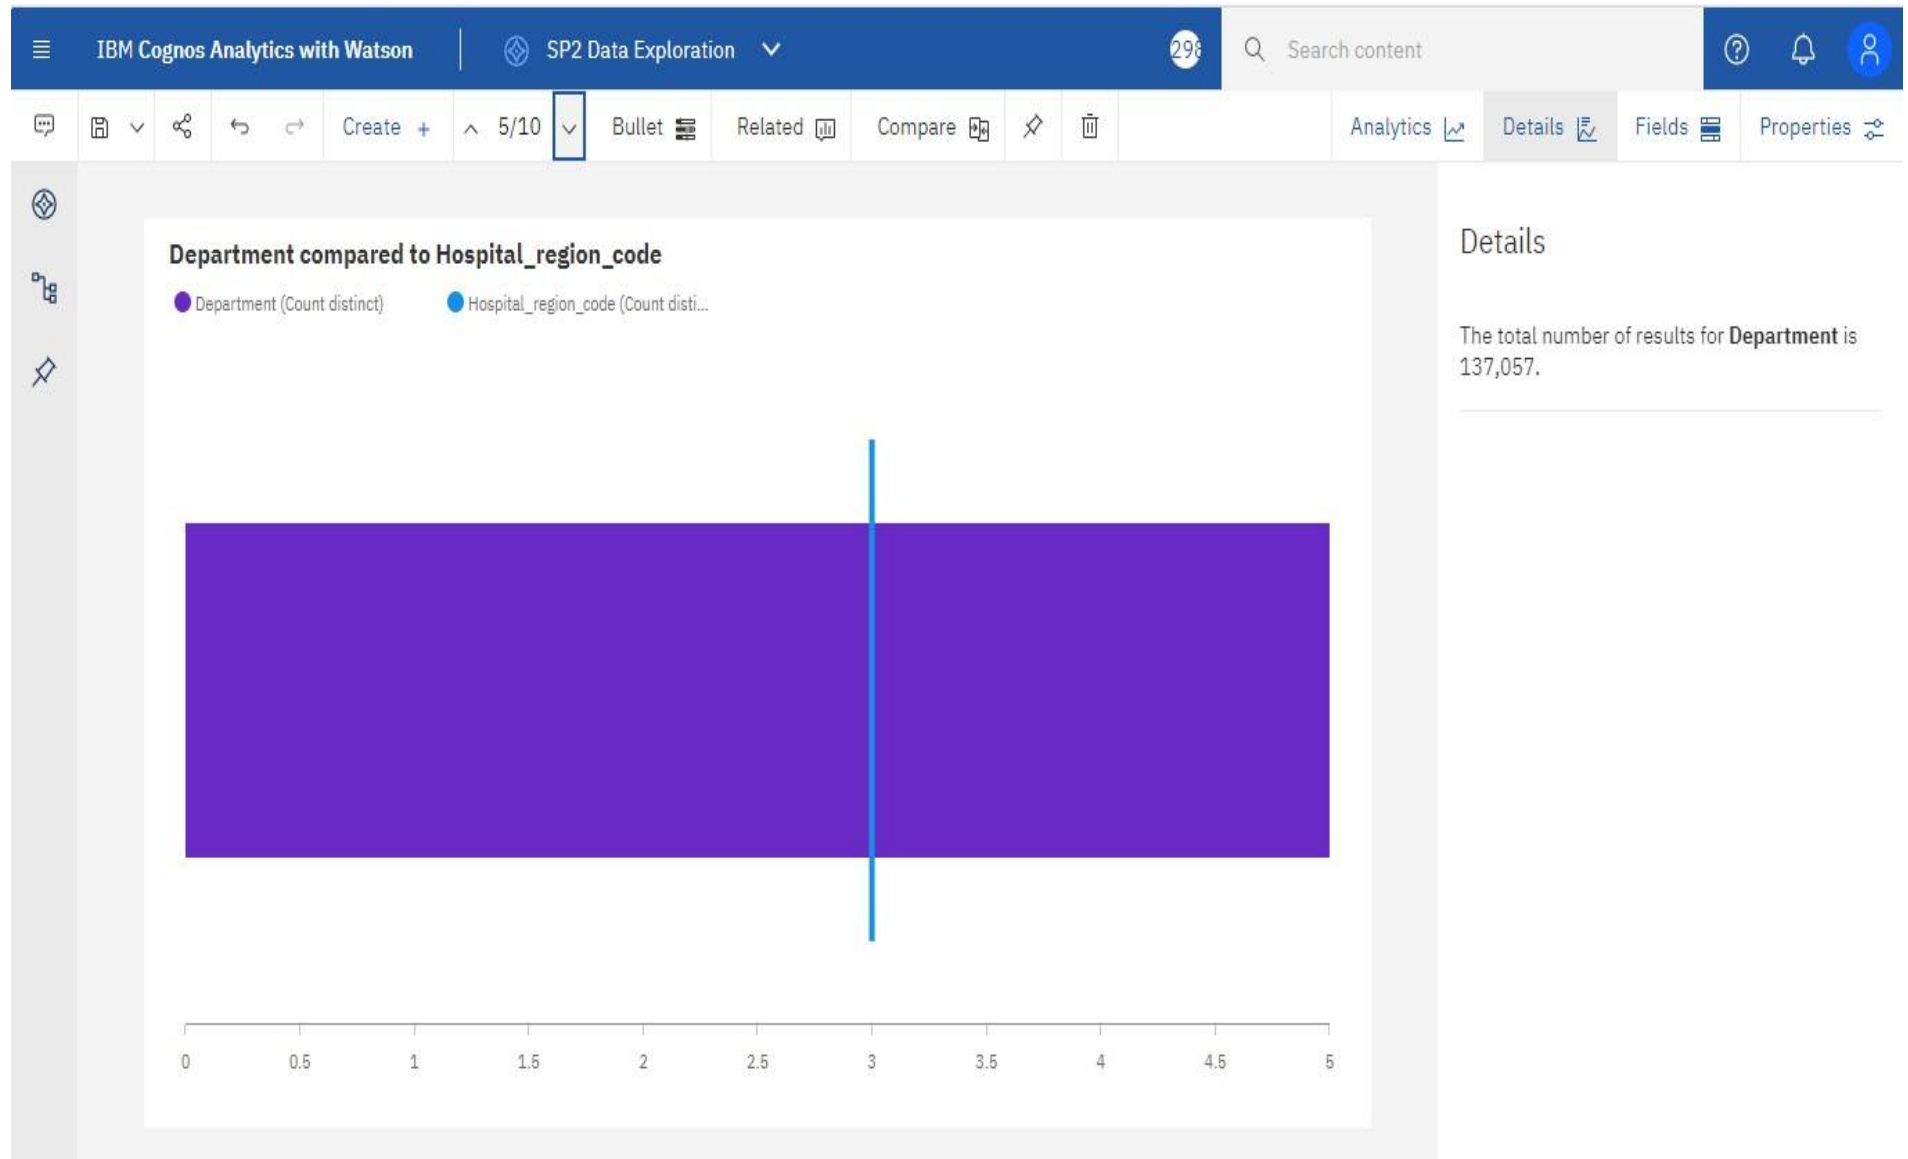 IBM Cognos Analytics with Watson
SP2 Data Exploration
298
Search content
Create +
5/10
Bullet
Related
Compare
Analytics
Details
Fields
Properties
Department compared to Hospital_region_code
Department (Count distinct)
Hospital_region_code (Count disti...
0 0.5 1 1.5 2 2.5 3 3.5 4 4.5 5
Details
The total number of results for Department is
137,057.